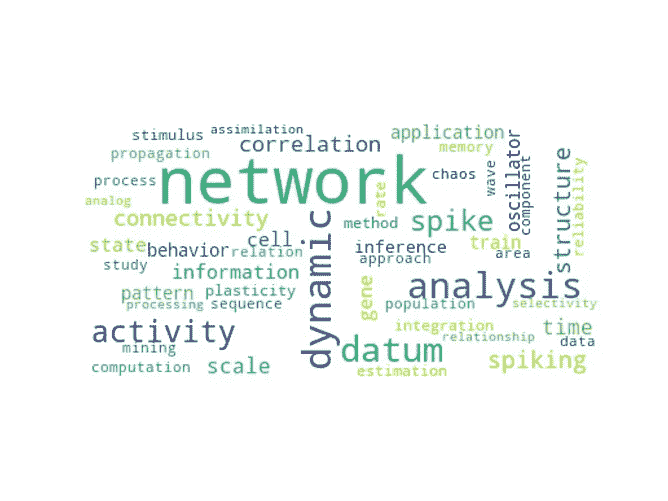 stimulus assimilation
correlation
application
memory
propagation
network
process
chaos
wave
oscillator
component
structure
reliability
analog
rate
connectivity
method
spike
state
behavior
cell
relation
dynamic
inference
approach
train
area
study
information
pattern
plasticity
processing
sequence
gene
analysis
population
selectivity
activity
integration
relationship
time
data
mining
datum
computation
scale
estimation
spiking